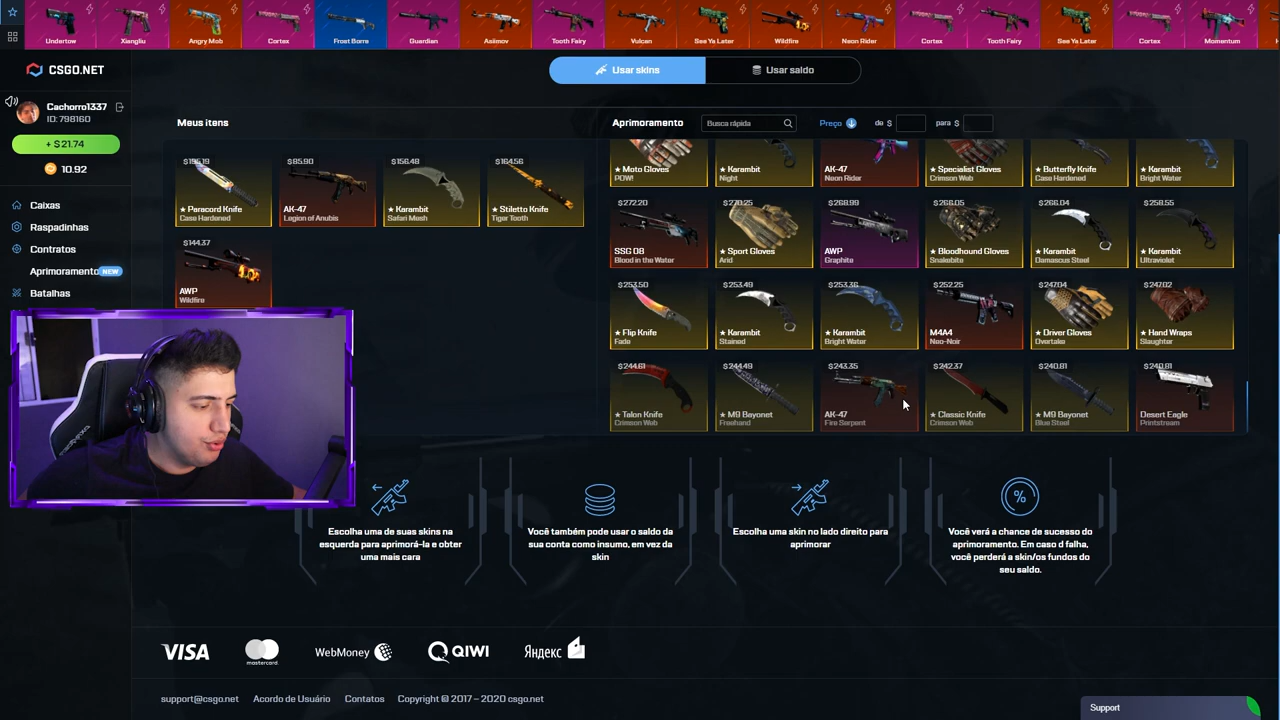 Undertow
Xiangliu
Angry Mob
Cortex
Frost Borre
Guardian
Asiimov
Tooth Fairy
Vulcan
See Ya Later
Wildfire
Neon Rider
Cortex
Tooth Fairy
See Ya Later
Cortex
Momentum
CSGO.NET
Usar skins
Usar saldo
Cachorro1337
ID: 798160
+ $21.74
10.92
Meus itens
Aprimoramento
Busca rápida
Preço
de $
para $
Caixas
Raspadinhas
Contratos
Aprimoramento NEW
Batalhas
★ Paracord Knife
Case Hardened
$85.90
AK-47
Legion of Anubis
$156.48
★ Karambit
Safari Mesh
$164.56
★ Stiletto Knife
Tiger Tooth
$144.37
AWP
Wildfire
★ Moto Gloves
POW!
★ Karambit
Night
AK-47
Neon Rider
★ Specialist Gloves
Crimson Web
★ Butterfly Knife
Case Hardened
★ Karambit
Bright Water
$272.20
SSG 08
Blood in the Water
$270.25
★ Sport Gloves
Arid
$268.99
AWP
Graphite
$266.05
★ Bloodhound Gloves
Snakebite
$266.04
★ Karambit
Damascus Steel
$258.55
★ Karambit
Ultraviolet
$253.50
★ Flip Knife
Fade
$253.49
★ Karambit
Stained
$253.36
★ Karambit
Bright Water
$252.25
M4A4
Neo-Noir
$247.04
★ Driver Gloves
Overtake
$247.02
★ Hand Wraps
Slaughter
$244.61
★ Talon Knife
Crimson Web
$244.49
★ M9 Bayonet
Freehand
$243.35
AK-47
Fire Serpent
$242.37
★ Classic Knife
Crimson Web
$240.81
★ M9 Bayonet
Blue Steel
$240.81
Desert Eagle
Printstream
Escolha uma de suas skins na
esquerda para aprimorá-la e obter
uma mais cara
Você também pode usar o saldo da
sua conta como insumo, em vez da
skin
Escolha uma skin no lado direito para
aprimorar
%
Você verá a chance de sucesso do
aprimoramento. Em caso d falha,
você perderá a skin/os fundos do
seu saldo.
VISA
mastercard
WebMoney
QIWI
Яндекс
support@csgo.net
Acordo de Usuário
Contatos
Copyright © 2017 – 2020 csgo.net
Support